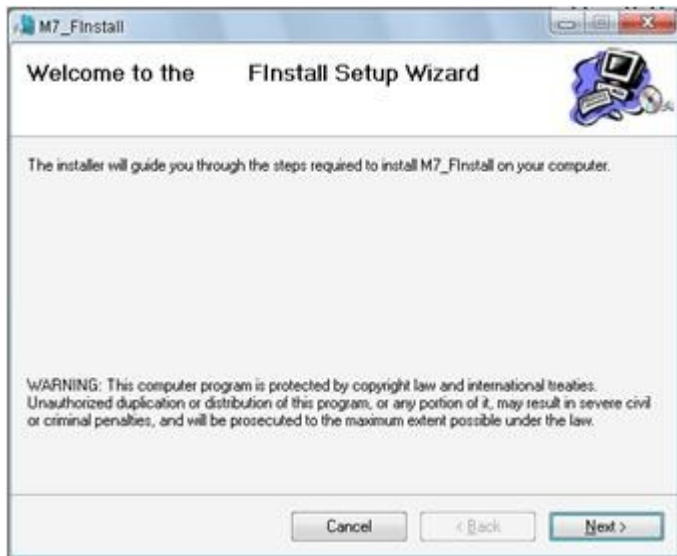 M7_FInstall
Welcome to the FInstall Setup Wizard
The installer will guide you through the steps required to install M7_FInstall on your computer.
WARNING: This computer program is protected by copyright law and international treaties.
Unauthorized duplication or distribution of this program, or any portion of it, may result in severe civil
or criminal penalties, and will be prosecuted to the maximum extent possible under the law.
Cancel
< Back
Next >